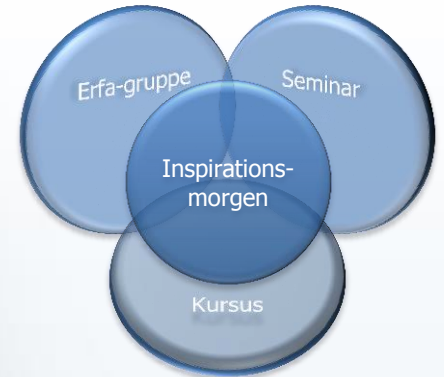 Erfa-gruppe
Seminar
Inspirations-
morgen
Kursus